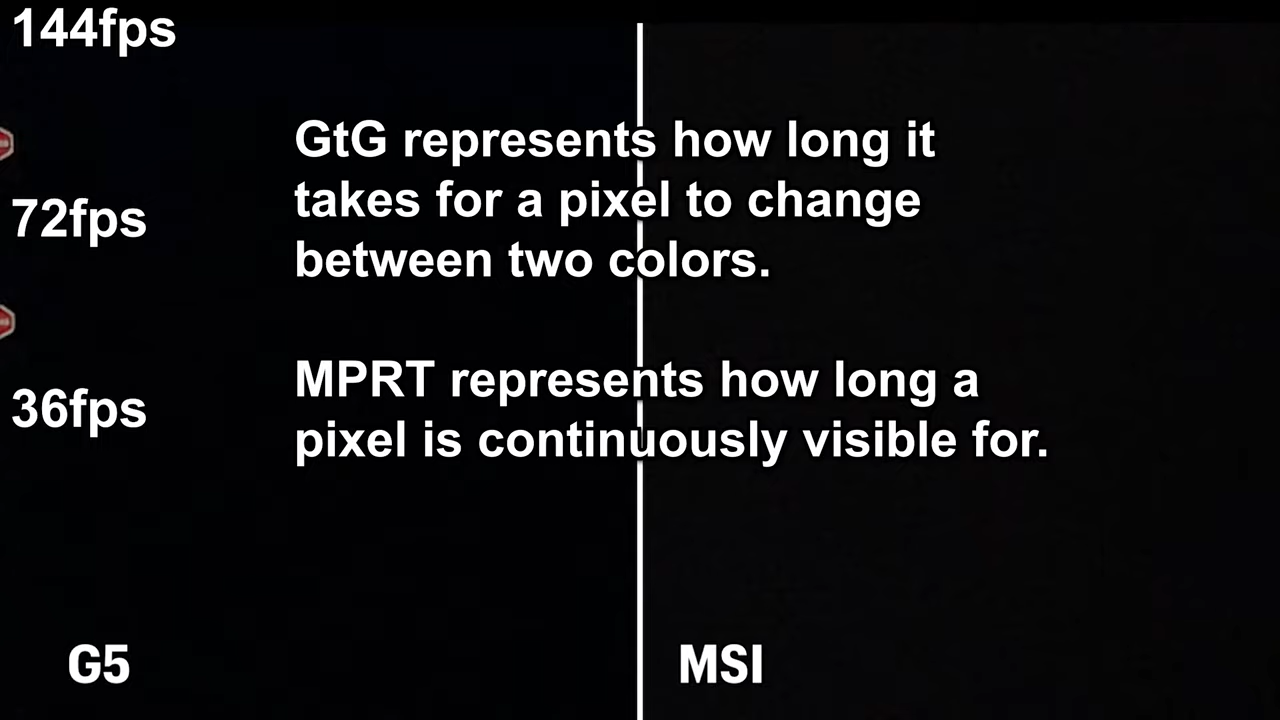 144fps
GtG represents how long it
takes for a pixel to change
72fps
between two colors.
MPRT represents how long a
36fps
pixel is continuously visible for.
G5
MSI